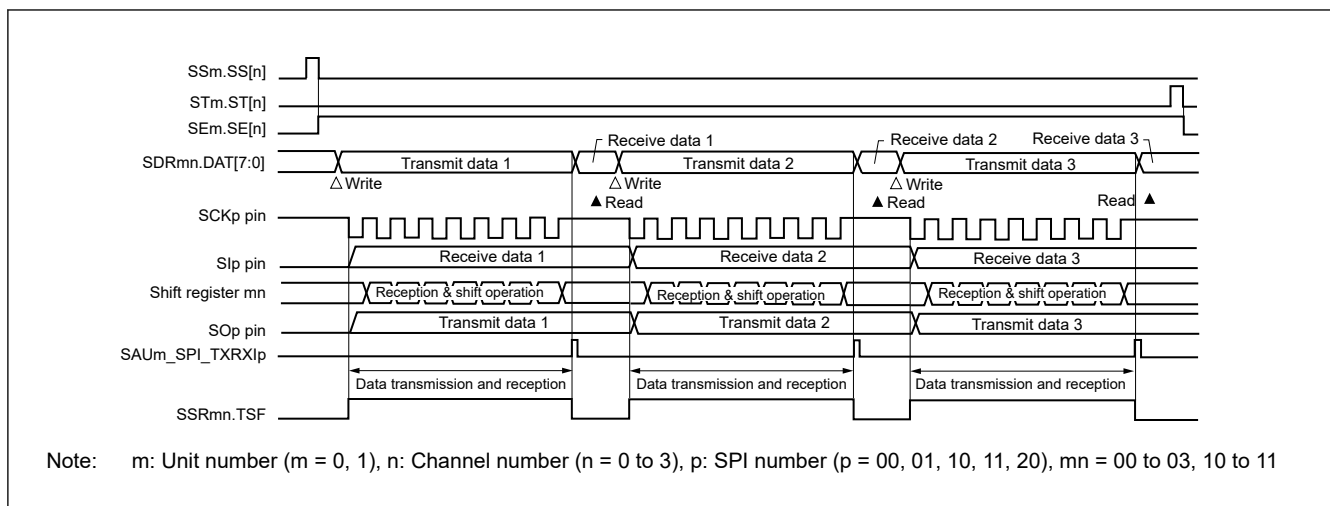 SSm.SS[n]
STm.ST[n]
SEm.SE[n]
Receive data 1 Receive data 2 Receive data 3
SDRmn.DAT[7:0] Transmit data 1 Transmit data 2 Transmit data 3
△ Write △ Write △ Write
▲ Read ▲ Read Read ▲
SCKp pin
SIp pin Receive data 1 Receive data 2 Receive data 3
Shift register mn Reception & shift operation Reception & shift operation Reception & shift operation
SOp pin Transmit data 1 Transmit data 2 Transmit data 3
SAUm_SPI_TXRXIp
Data transmission and reception Data transmission and reception Data transmission and reception
SSRmn.TSF
Note: m: Unit number (m = 0, 1), n: Channel number (n = 0 to 3), p: SPI number (p = 00, 01, 10, 11, 20), mn = 00 to 03, 10 to 11